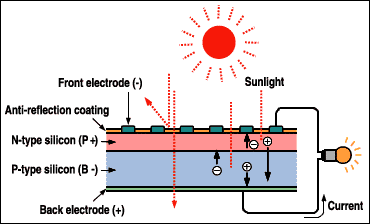 Front electrode (-)
Sunlight
Anti-reflection coating
N-type silicon (P+)
P-type silicon (B-)
Back electrode (+)
Current